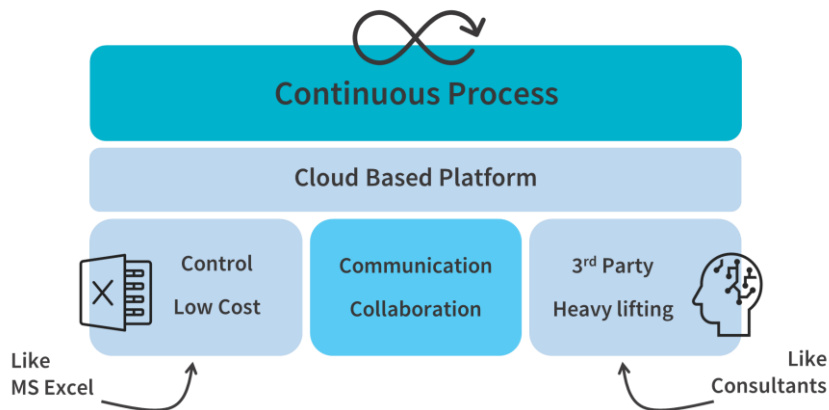 Continuous Process
Cloud Based Platform
Control
Low Cost
Communication
Collaboration
3rd Party
Heavy lifting
X
Like
MS Excel
Like
Consultants